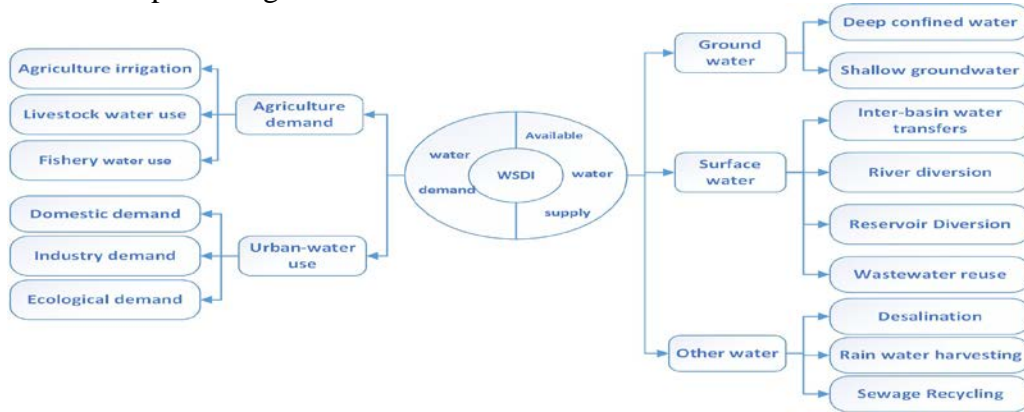 Agriculture irrigation
Livestock water use
Fishery water use
Agriculture
demand
Domestic demand
Industry demand
Ecological demand
Urban-water
use
water
demand
WSDI
Available
water
supply
Ground
water
Deep confined water
Shallow groundwater
Surface
water
Inter-basin water
transfers
River diversion
Reservoir Diversion
Wastewater reuse
Other water
Desalination
Rain water harvesting
Sewage Recycling